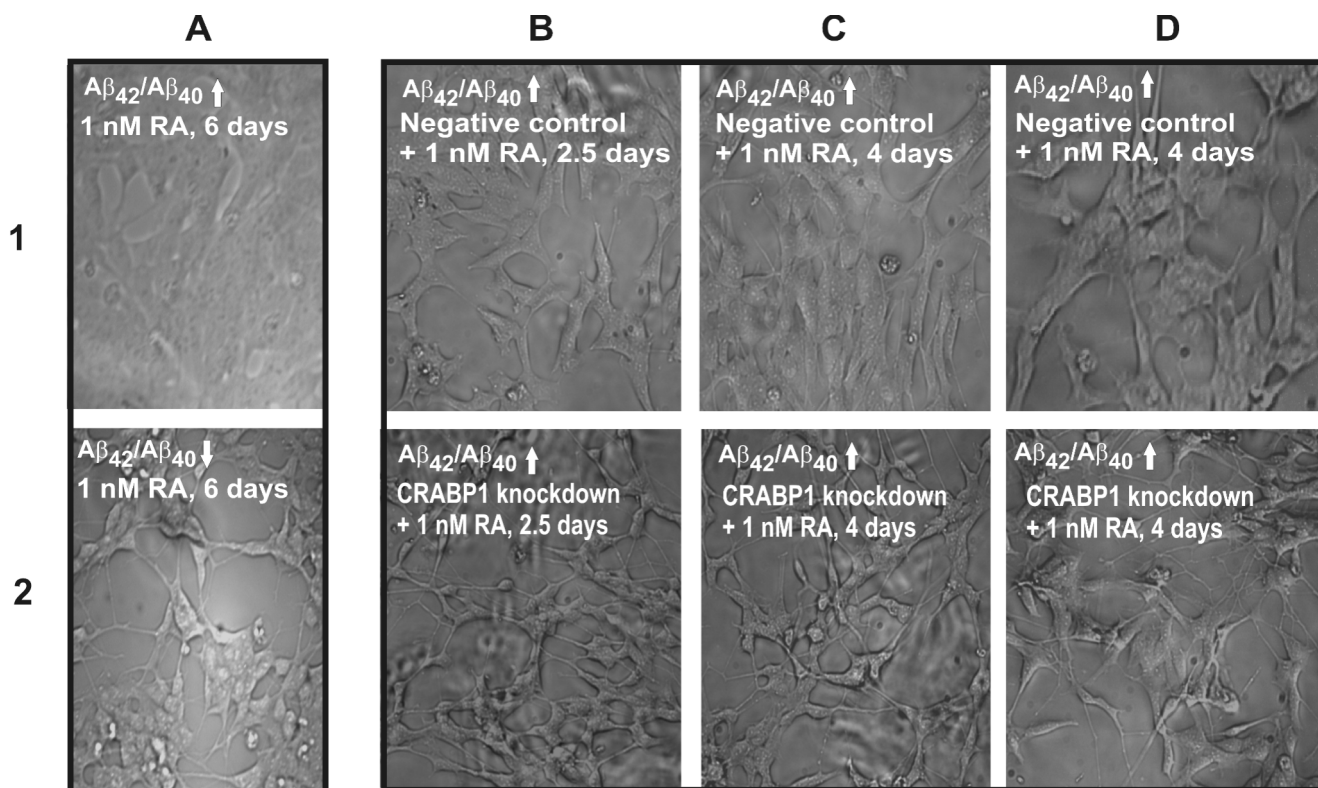 A
B
C
D
1
Aβ42/Aβ40 ↑
1 nM RA, 6 days
Aβ42/Aβ40 ↑
Negative control
+ 1 nM RA, 2.5 days
Aβ42/Aβ40 ↑
Negative control
+ 1 nM RA, 4 days
Aβ42/Aβ40 ↑
Negative control
+ 1 nM RA, 4 days
2
Aβ42/Aβ40 ↓
1 nM RA, 6 days
Aβ42/Aβ40 ↑
CRABP1 knockdown
+ 1 nM RA, 2.5 days
Aβ42/Aβ40 ↑
CRABP1 knockdown
+ 1 nM RA, 4 days
Aβ42/Aβ40 ↑
CRABP1 knockdown
+ 1 nM RA, 4 days